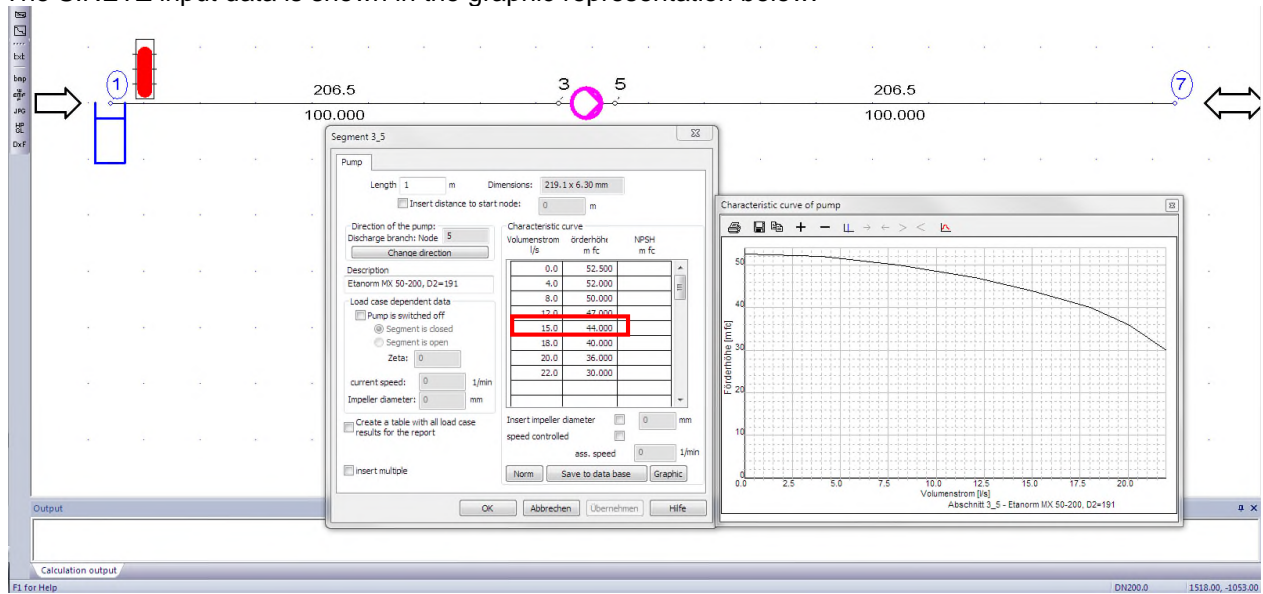 The SINETZ input data is shown in the graphic representation below:
txt
bmp
emf
JPG
HP GL
DxF
1
206.5
100.000
3
5
206.5
100.000
7
Segment 3_5
Pump
Length 1 m Dimensions: 219.1 x 6.30 mm
Insert distance to start node: 0 m
Direction of the pump:
Discharge branch: Node 5
Change direction
Description
Etanorm MX 50-200, D2=191
Load case dependent data
Pump is switched off
Segment is closed
Segment is open
Zeta: 0
current speed: 0 1/min
Impeller diameter: 0 mm
Create a table with all load case
results for the report
insert multiple
Characteristic curve
Volumenstrom örderhöhe NPSH
l/s m fc m fc
0.0 52.500
4.0 52.000
8.0 50.000
12.0 47.000
15.0 44.000
18.0 40.000
20.0 36.000
22.0 30.000
Insert impeller diameter 0 mm
speed controlled
ass. speed 0 1/min
Norm Save to data base Graphic
OK Abbrechen Übernehmen Hilfe
Characteristic curve of pump
Förderhöhe [m fc]
50
40
30
20
10
0
0.0 2.5 5.0 7.5 10.0 12.5 15.0 17.5 20.0
Volumenstrom [l/s]
Abschnitt 3_5 - Etanorm MX 50-200, D2=191
Output
Calculation output
F1 for Help
DN200.0 1518.00, -1053.00